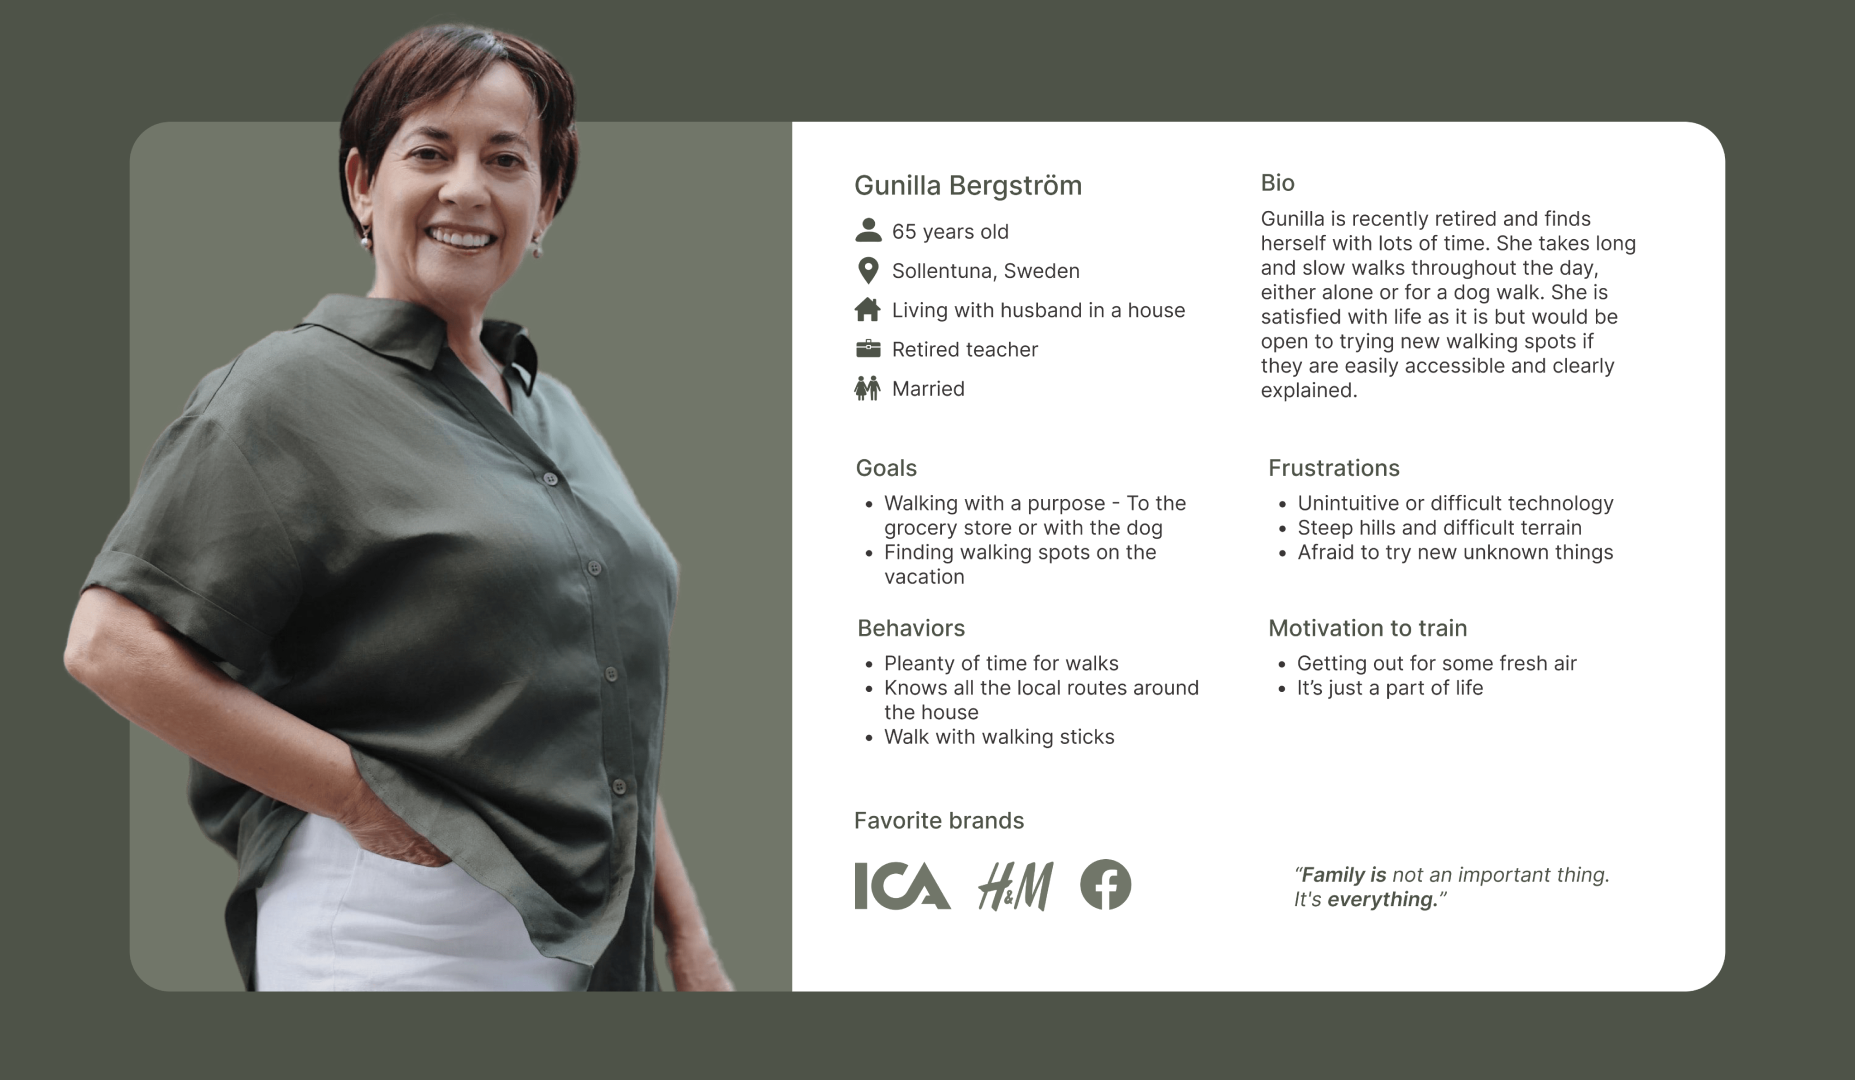 Gunilla Bergström
65 years old
Sollentuna, Sweden
Living with husband in a house
Retired teacher
Married
Bio
Gunilla is recently retired and finds
herself with lots of time. She takes long
and slow walks throughout the day,
either alone or for a dog walk. She is
satisfied with life as it is but would be
open to trying new walking spots if
they are easily accessible and clearly
explained.
Goals
• Walking with a purpose - To the
grocery store or with the dog
• Finding walking spots on the
vacation
Frustrations
• Unintuitive or difficult technology
• Steep hills and difficult terrain
• Afraid to try new unknown things
Behaviors
• Pleanty of time for walks
• Knows all the local routes around
the house
• Walk with walking sticks
Motivation to train
• Getting out for some fresh air
• It’s just a part of life
Favorite brands
ICA H&M f
“Family is not an important thing.
It's everything.”